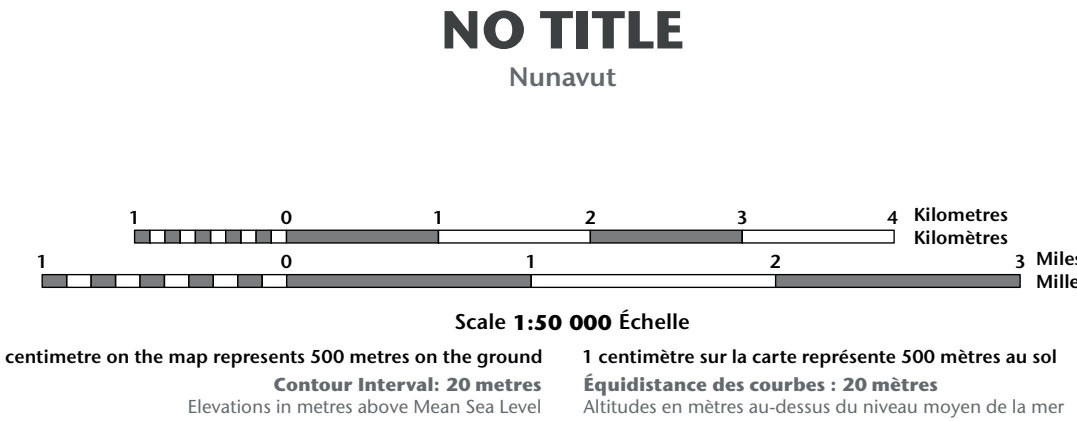 NO TITLE
Nunavut
1 0 1 2 3 4 Kilometres
Kilomètres
1 0 1 2 3 Miles
Mille
Scale 1:50 000 Échelle
centimetre on the map represents 500 metres on the ground
1 centimètre sur la carte représente 500 mètres au sol
Contour Interval: 20 metres
Équidistance des courbes : 20 mètres
Elevations in metres above Mean Sea Level
Altitudes en mètres au-dessus du niveau moyen de la mer